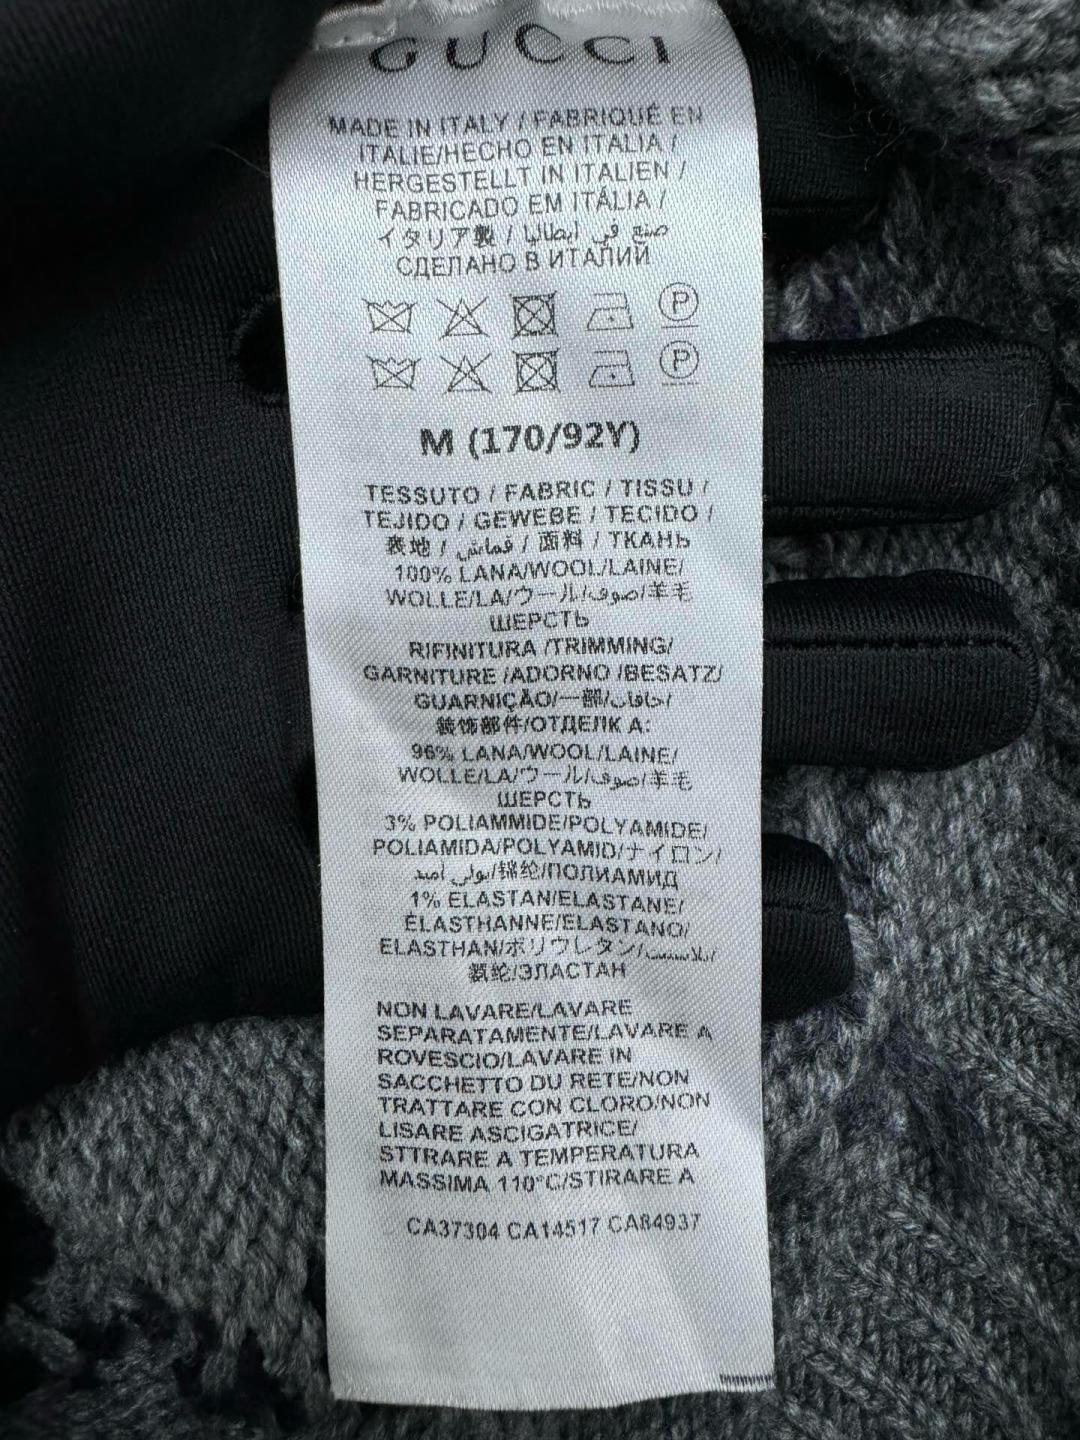 GUCCI
MADE IN ITALY / FABRIQUÉ EN
ITALIE/HECHO EN ITALIA /
HERGESTELLT IN ITALIEN /
FABRICADO EM ITÁLIA /
イタリア製 / صنع في ايطاليا
СДЕЛАНО В ИТАЛИИ
P
P
M (170/92Y)
TESSUTO / FABRIC / TISSU /
TEJIDO / GEWEBE / TECIDO /
表地 / قماش / 面料 / ТКАНЬ
100% LANA/WOOL/LAINE/
WOLLE/LA/ウール/صوف/羊毛
ШЕРСТЬ
RIFINITURA /TRIMMING/
GARNITURE /ADORNO /BESATZ/
GUARNIÇÃO/一部/حافات/
装饰部件/ОТДЕЛК А:
96% LANA/WOOL/LAINE/
WOLLE/LA/ウール/صوف/羊毛
ШЕРСТЬ
3% POLIAMMIDE/POLYAMIDE/
POLIAMIDA/POLYAMID/ナイロン/
بولي أميد/锦纶/ПОЛИАМИД
1% ELASTAN/ELASTANE/
ÉLASTHANNE/ELASTANO/
ELASTHAN/ポリウレタン/
氨纶/ЭЛАСТАН
NON LAVARE/LAVARE
SEPARATAMENTE/LAVARE A
ROVESCIO/LAVARE IN
SACCHETTO DU RETE/NON
TRATTARE CON CLORO/NON
LISARE ASCIGATRICE/
STTRARE A TEMPERATURA
MASSIMA 110°C/STIRARE A
CA37304 CA14517 CA84937